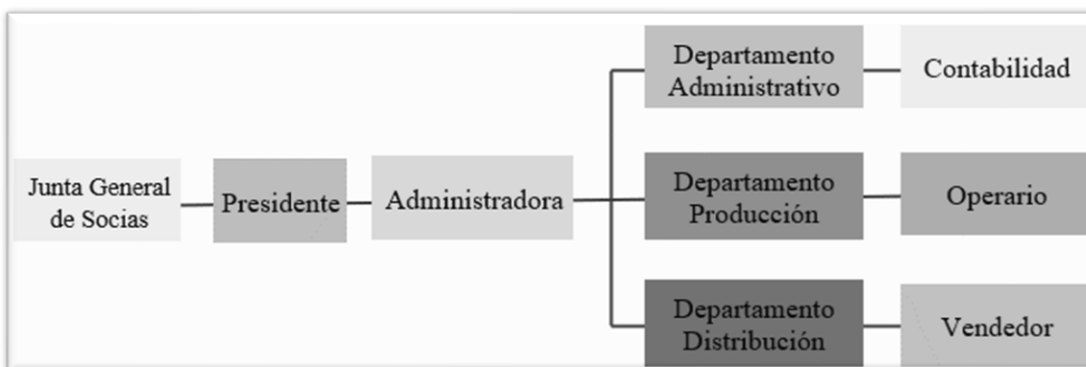 Junta General
de Socias
Presidente
Administradora
Departamento
Administrativo
Contabilidad
Departamento
Producción
Operario
Departamento
Distribución
Vendedor